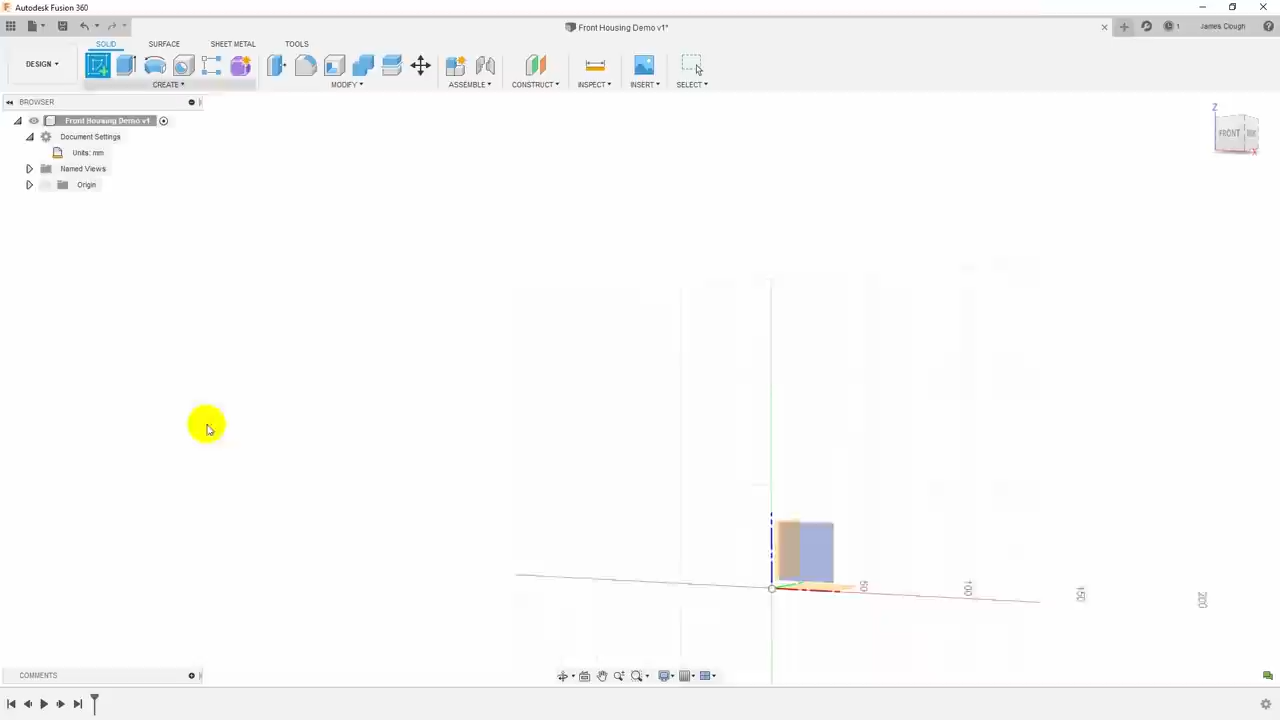 Autodesk Fusion 360
Front Housing Demo v1*
1
James Clough
DESIGN
SOLID
SURFACE
SHEET METAL
TOOLS
CREATE
MODIFY
ASSEMBLE
CONSTRUCT
INSPECT
INSERT
SELECT
BROWSER
Front Housing Demo v1
Document Settings
Units: mm
Named Views
Origin
Z
FRONT
X
50
100
150
200
COMMENTS